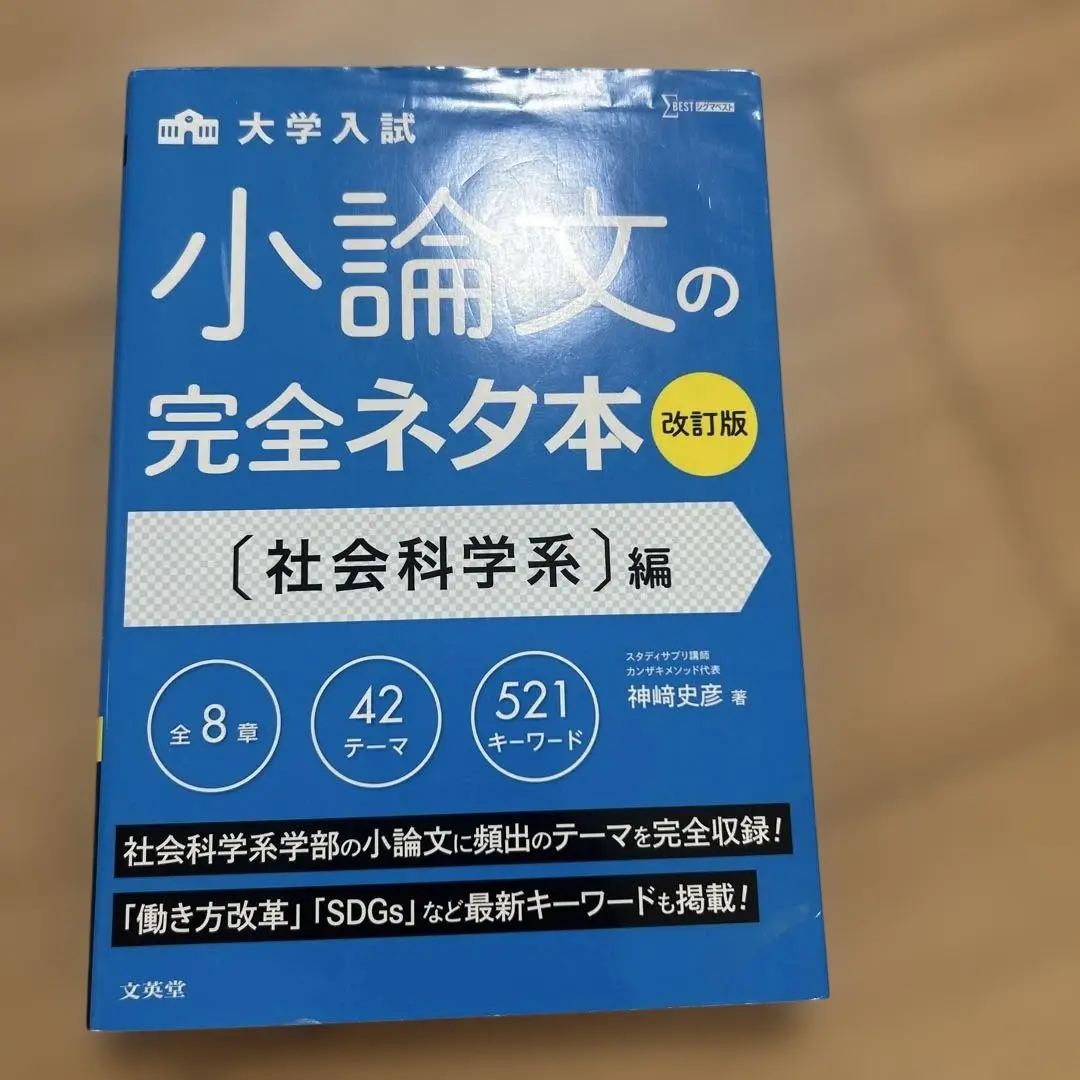 ΣBEST シグマベスト
大学入試
小論文の
完全ネタ本
改訂版
〔社会科学系〕編
全8章
42
テーマ
521
キーワード
スタディサプリ講師
カンザキメソッド代表
神﨑史彦 著
社会科学系学部の小論文に頻出のテーマを完全収録!
「働き方改革」「SDGs」など最新キーワードも掲載!
文英堂